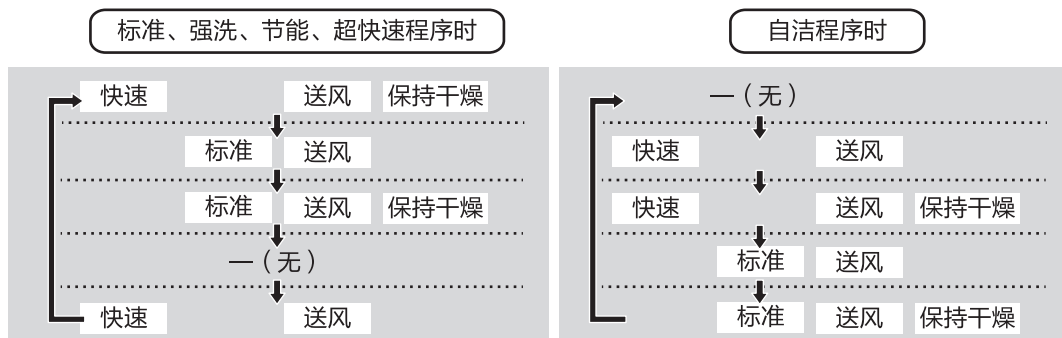 标准、强洗、节能、超快速程序时
快速 送风 保持干燥
标准 送风
标准 送风 保持干燥
—（无）
快速 送风
自洁程序时
—（无）
快速 送风
快速 送风 保持干燥
标准 送风
标准 送风 保持干燥